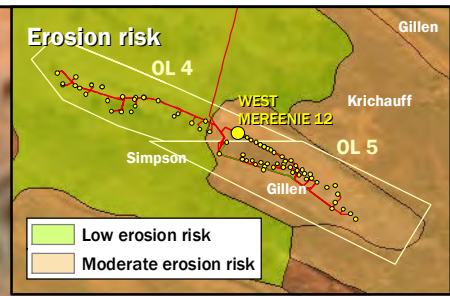 Erosion risk
Gillen
OL 4
WEST
MEREENIE 12
Krichauff
OL 5
Simpson
Gillen
Low erosion risk
Moderate erosion risk